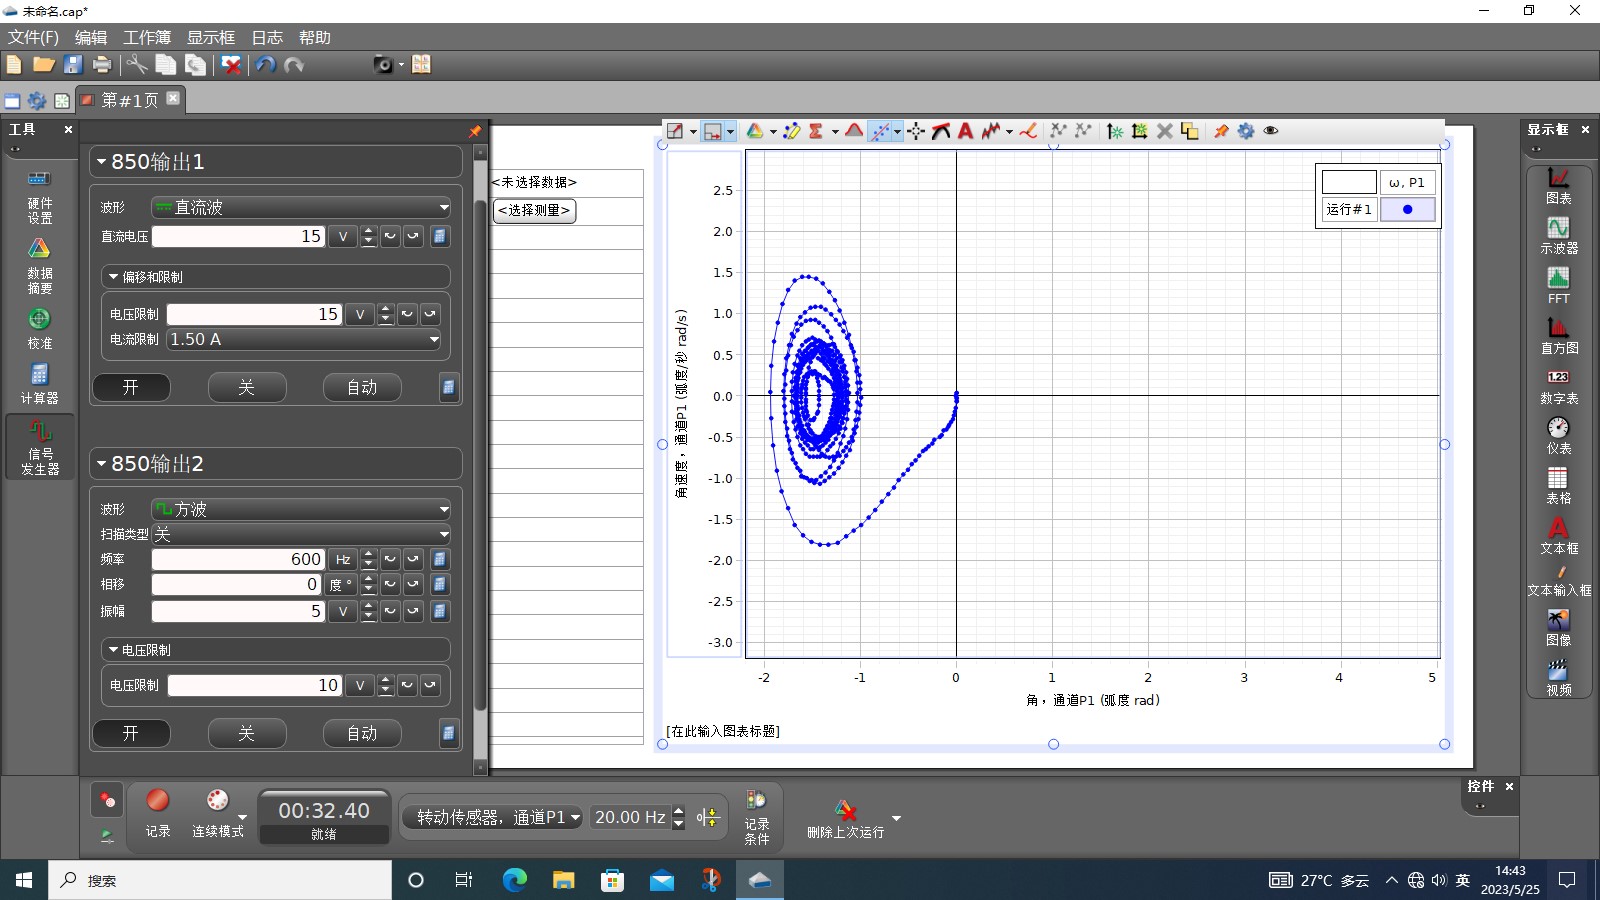 未命名.cap*
文件(F) 编辑 工作簿 显示框 日志 帮助
第#1页
工具
硬件
设置
数据
摘要
校准
计算器
信号
发生器
850输出1
波形 直流波
直流电压 15 V
偏移和限制
电压限制 15 V
电流限制 1.50 A
开 关 自动
850输出2
波形 方波
扫描类型 关
频率 600 Hz
相移 0 度 °
振幅 5 V
电压限制
电压限制 10 V
开 关 自动
<未选择数据>
<选择测量>
ω, P1
运行#1
角速度，通道P1 (弧度/秒 rad/s)
2.5
2.0
1.5
1.0
0.5
0.0
-0.5
-1.0
-1.5
-2.0
-2.5
-3.0
-2 -1 0 1 2 3 4 5
角，通道P1 (弧度 rad)
[在此输入图表标题]
显示框
图表
示波器
FFT
直方图
1.23
数字表
仪表
表格
A
文本框
文本输入框
图像
视频
控件
记录
连续模式
00:32.40
就绪
转动传感器，通道P1
20.00 Hz
记录
条件
删除上次运行
搜索
27°C 多云
英
14:43
2023/5/25